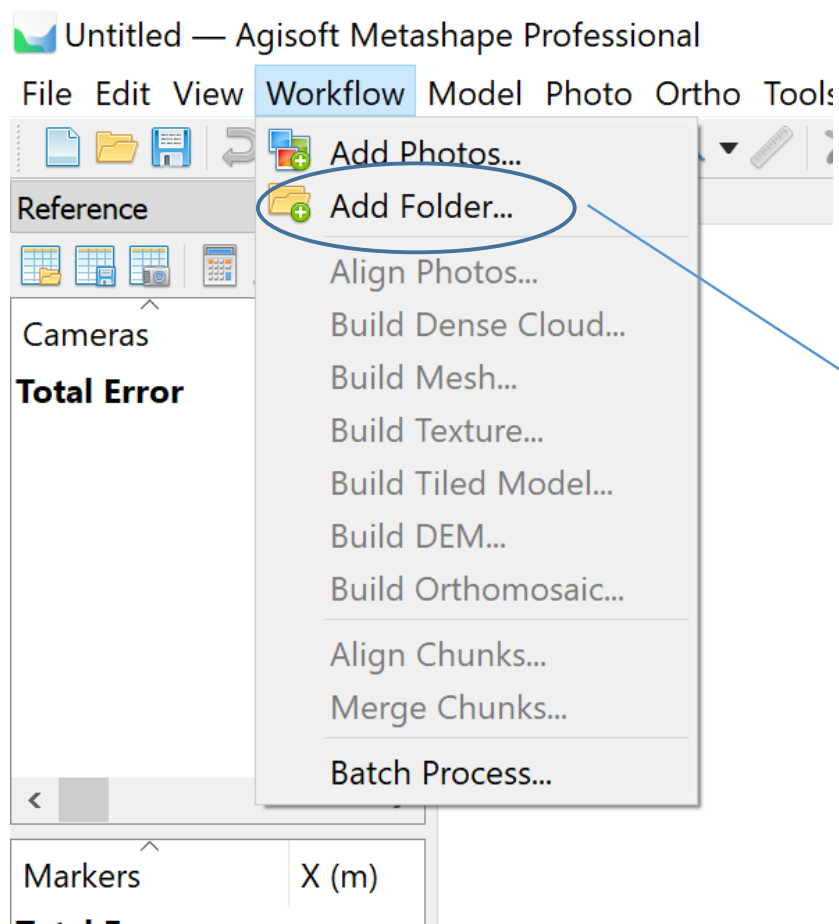 Untitled — Agisoft Metashape Professional
File Edit View Workflow Model Photo Ortho Tools
Add Photos...
Reference
Add Folder...
Align Photos...
Cameras
Build Dense Cloud...
Total Error
Build Mesh...
Build Texture...
Build Tiled Model...
Build DEM...
Build Orthomosaic...
Align Chunks...
Merge Chunks...
Batch Process...
Markers X (m)